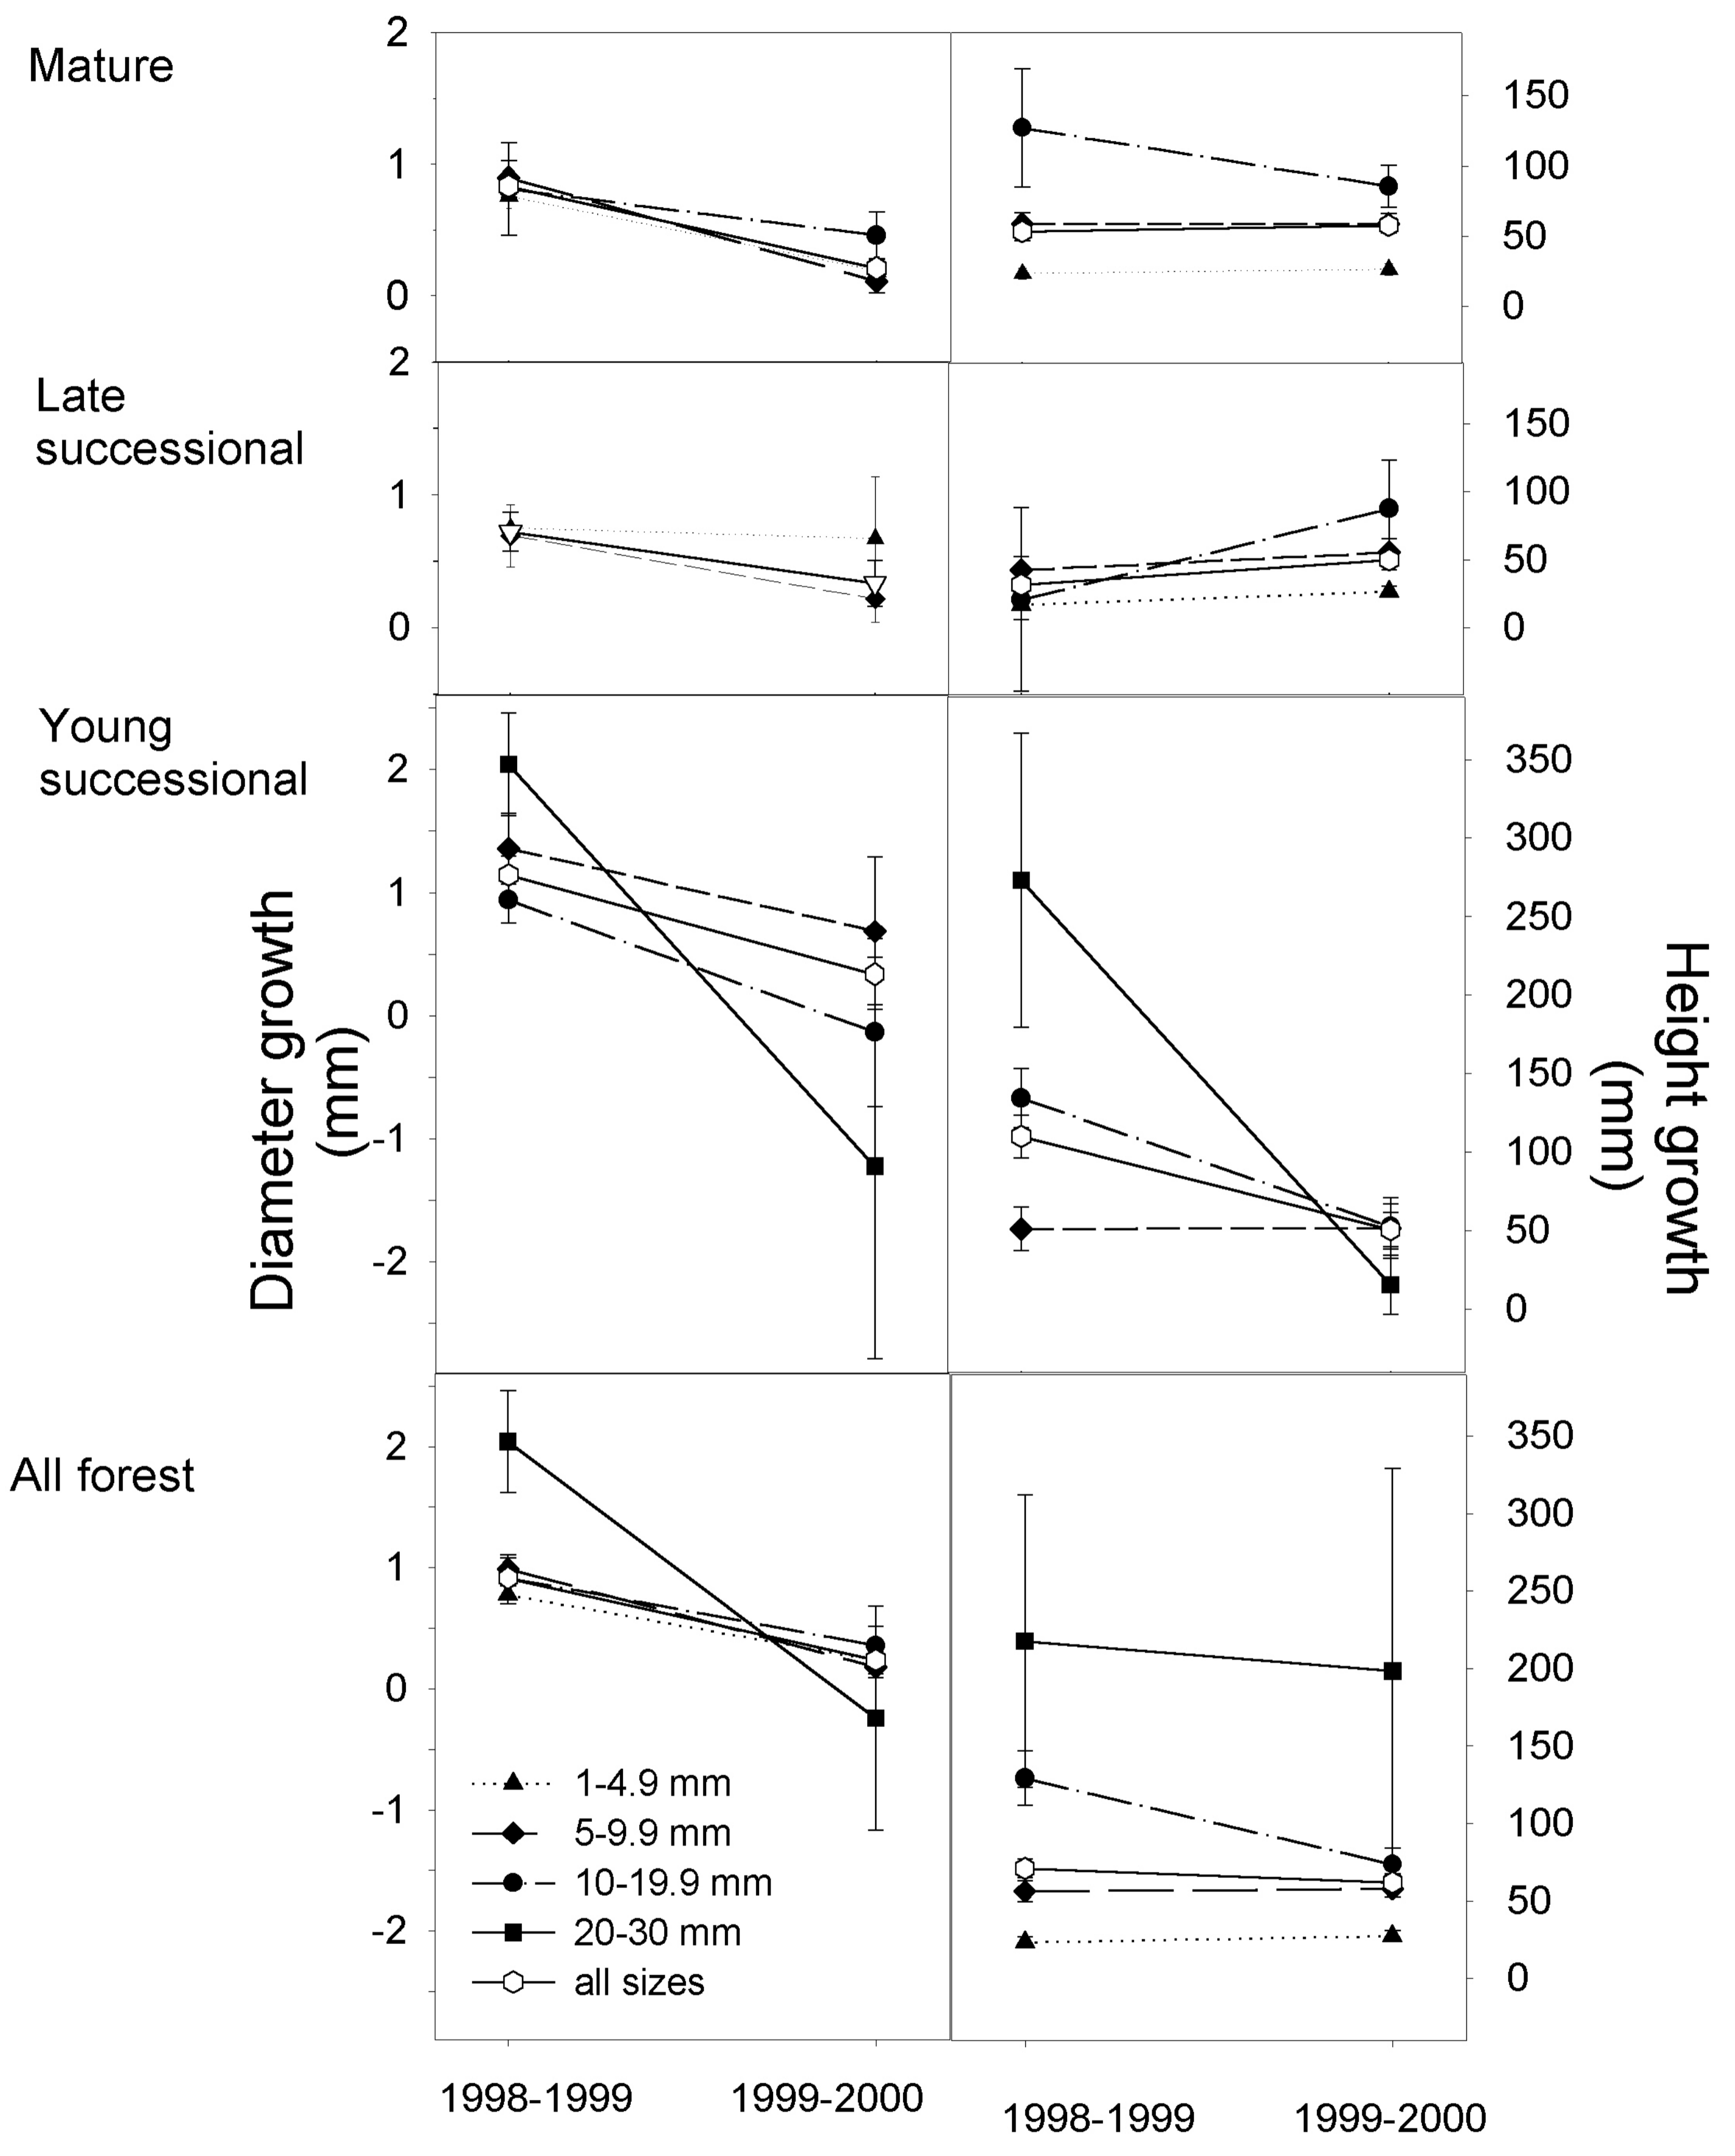 Mature
2
1
0
150
100
50
0
Late
successional
2
1
0
150
100
50
0
Young
successional
2
1
0
-1
-2
350
300
250
200
150
100
50
0
Diameter growth
(mm)
Height growth
(mm)
All forest
2
1
0
-1
-2
350
300
250
200
150
100
50
0
1-4.9 mm
5-9.9 mm
10-19.9 mm
20-30 mm
all sizes
1998-1999
1999-2000
1998-1999
1999-2000